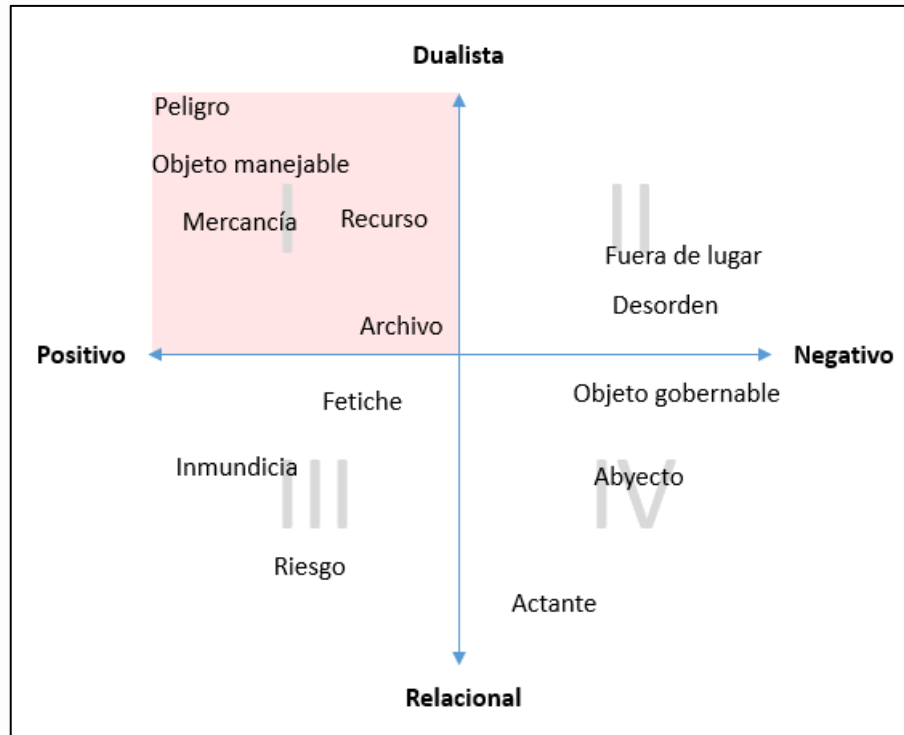 Dualista
Peligro
Objeto manejable
I
II
Mercancía
Recurso
Fuera de lugar
Desorden
Archivo
Positivo
Negativo
Fetiche
Objeto gobernable
Inmundicia
III
IV
Abyecto
Riesgo
Actante
Relacional